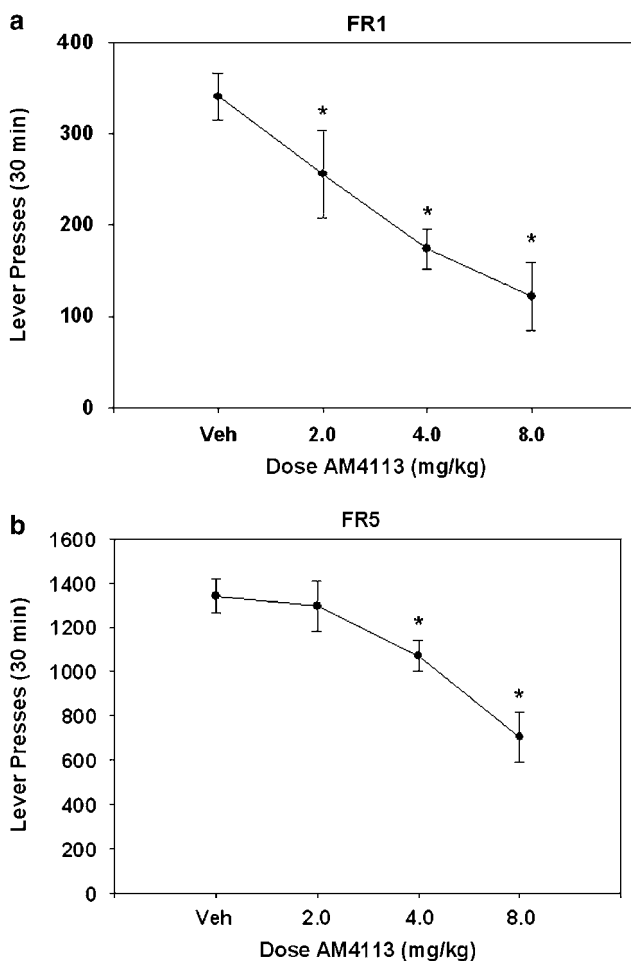 a
FR1
400
300
200
100
0
Lever Presses (30 min)
*
*
*
Veh 2.0 4.0 8.0
Dose AM4113 (mg/kg)
b
FR5
1600
1400
1200
1000
800
600
400
200
0
Lever Presses (30 min)
*
*
Veh 2.0 4.0 8.0
Dose AM4113 (mg/kg)